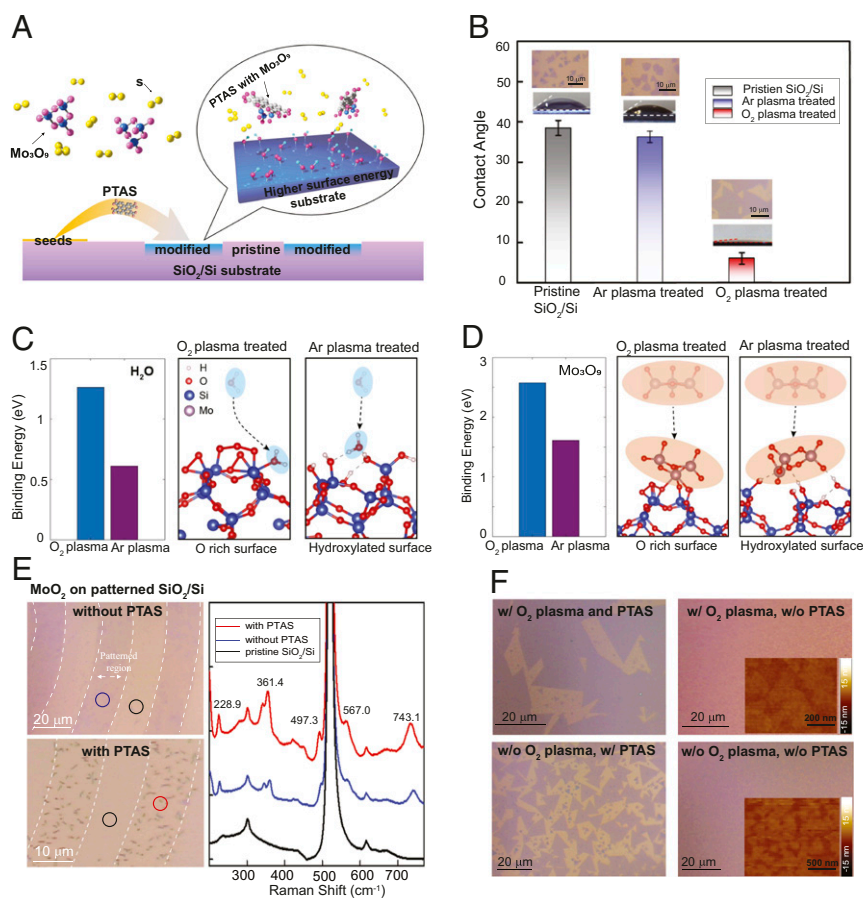 A
s
PTAS with Mo₃O₉
Mo₃O₉
Higher surface energy
substrate
PTAS
seeds
modified
pristine
modified
SiO₂/Si substrate
B
60
50
40
30
20
10
0
Contact Angle
10 μm
10 μm
10 μm
Pristien SiO₂/Si
Ar plasma treated
O₂ plasma treated
Pristine
SiO₂/Si
Ar plasma treated
O₂ plasma treated
C
1.5
1
0.5
0
Binding Energy (eV)
H₂O
O₂ plasma
Ar plasma
O₂ plasma treated
H
O
Si
Mo
O rich surface
Ar plasma treated
Hydroxylated surface
D
3
2
1
0
Binding Energy (eV)
Mo₃O₉
O₂ plasma
Ar plasma
O₂ plasma treated
O rich surface
Ar plasma treated
Hydroxylated surface
E
MoO₂ on patterned SiO₂/Si
without PTAS
Patterned
region
20 μm
with PTAS
10 μm
with PTAS
without PTAS
pristine SiO₂/Si
228.9
361.4
497.3
567.0
743.1
300
400
500
600
700
Raman Shift (cm⁻¹)
F
w/ O₂ plasma and PTAS
20 μm
w/ O₂ plasma, w/o PTAS
20 μm
200 nm
15 nm
-15 nm
w/o O₂ plasma, w/ PTAS
20 μm
w/o O₂ plasma, w/o PTAS
20 μm
500 nm
15 nm
-15 nm